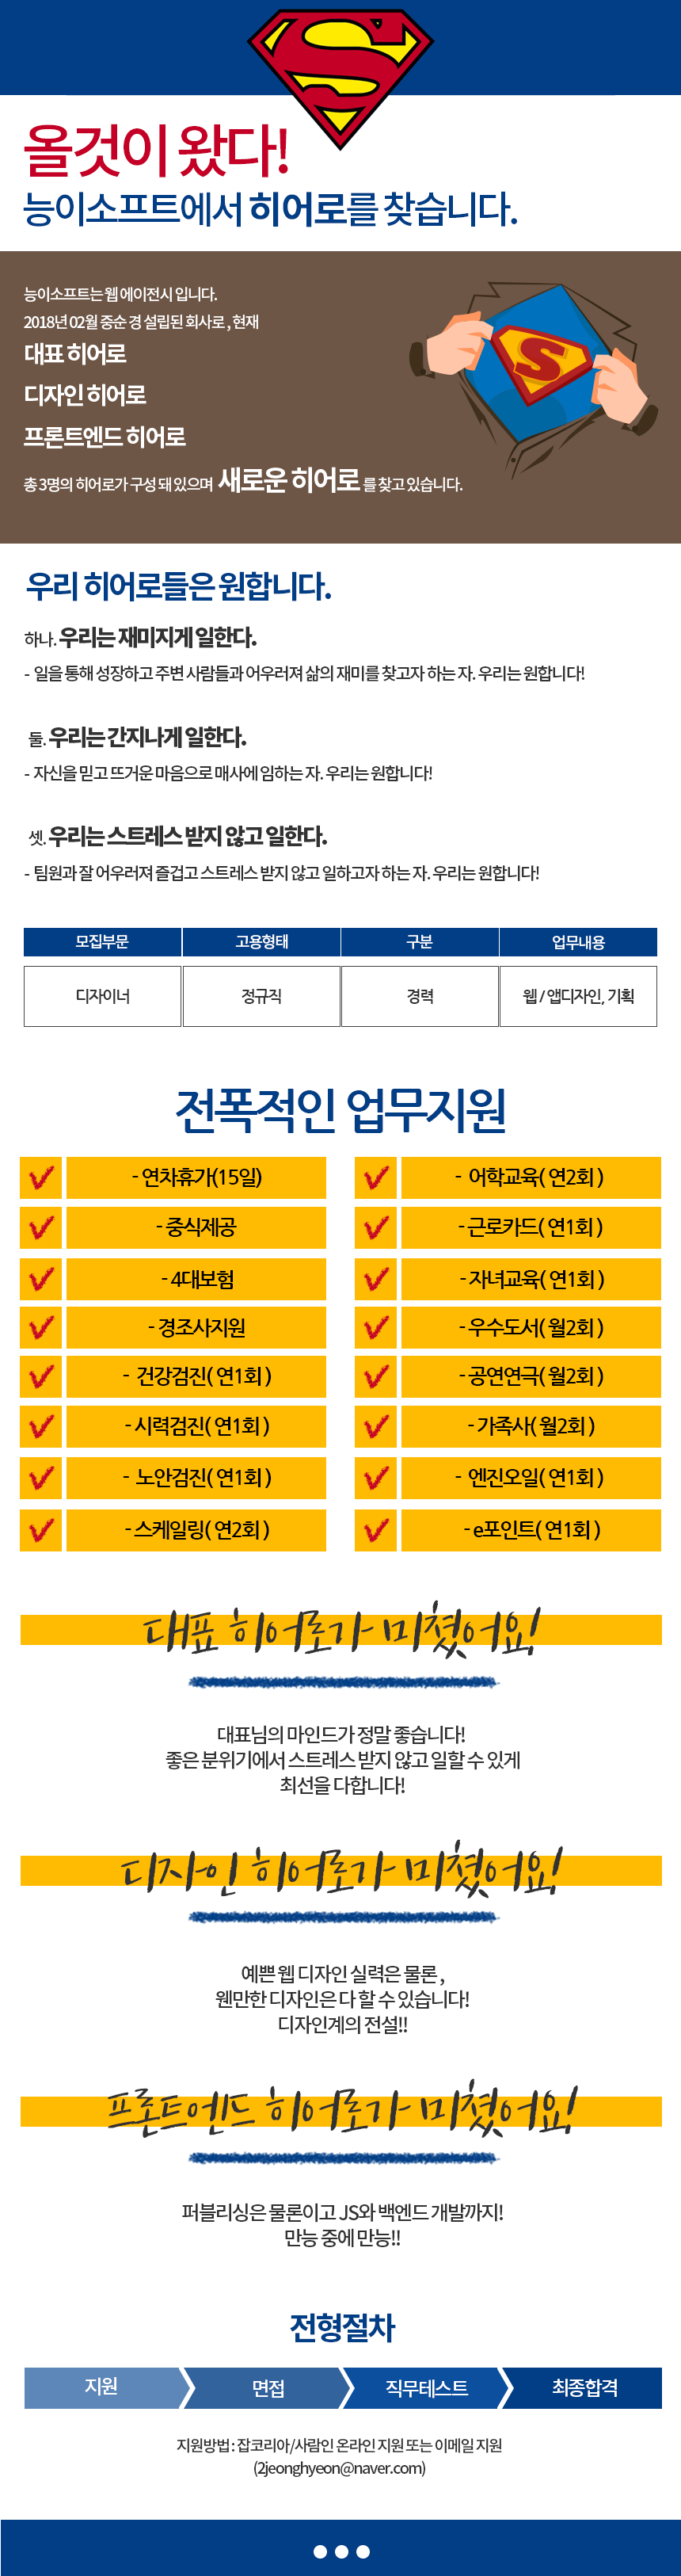 S
올것이 왔다!
능이소프트에서 히어로를 찾습니다.
능이소프트는 웹 에이전시 입니다.
2018년 02월 중순 경 설립된 회사로 , 현재
대표 히어로
디자인 히어로
프론트엔드 히어로
S
총 3명의 히어로가 구성 돼 있으며 새로운 히어로 를 찾고 있습니다.
우리 히어로들은 원합니다.
하나. 우리는 재미지게 일한다.
- 일을 통해 성장하고 주변 사람들과 어우러져 삶의 재미를 찾고자 하는 자. 우리는 원합니다!
둘. 우리는 간지나게 일한다.
- 자신을 믿고 뜨거운 마음으로 매사에 임하는 자. 우리는 원합니다!
셋. 우리는 스트레스 받지 않고 일한다.
- 팀원과 잘 어우러져 즐겁고 스트레스 받지 않고 일하고자 하는 자. 우리는 원합니다!
모집부문 고용형태 구분 업무내용
디자이너 정규직 경력 웹 / 앱디자인, 기획
전폭적인 업무지원
- 연차휴가(15일) - 어학교육( 연2회 )
- 중식제공 - 근로카드( 연1회 )
- 4대보험 - 자녀교육( 연1회 )
- 경조사지원 - 우수도서( 월2회 )
- 건강검진( 연1회 ) - 공연연극( 월2회 )
- 시력검진( 연1회 ) - 가족사( 월2회 )
- 노안검진( 연1회 ) - 엔진오일( 연1회 )
- 스케일링( 연2회 ) - e포인트( 연1회 )
대표 히어로가 미쳤어요!
대표님의 마인드가 정말 좋습니다!
좋은 분위기에서 스트레스 받지 않고 일할 수 있게
최선을 다합니다!
디자인 히어로가 미쳤어요!
예쁜 웹 디자인 실력은 물론 ,
웬만한 디자인은 다 할 수 있습니다!
디자인계의 전설!!
프론트엔드 히어로가 미쳤어요!
퍼블리싱은 물론이고 JS와 백엔드 개발까지!
만능 중에 만능!!
전형절차
지원 면접 직무테스트 최종합격
지원방법 : 잡코리아/사람인 온라인 지원 또는 이메일 지원
(2jeonghyeon@naver.com)